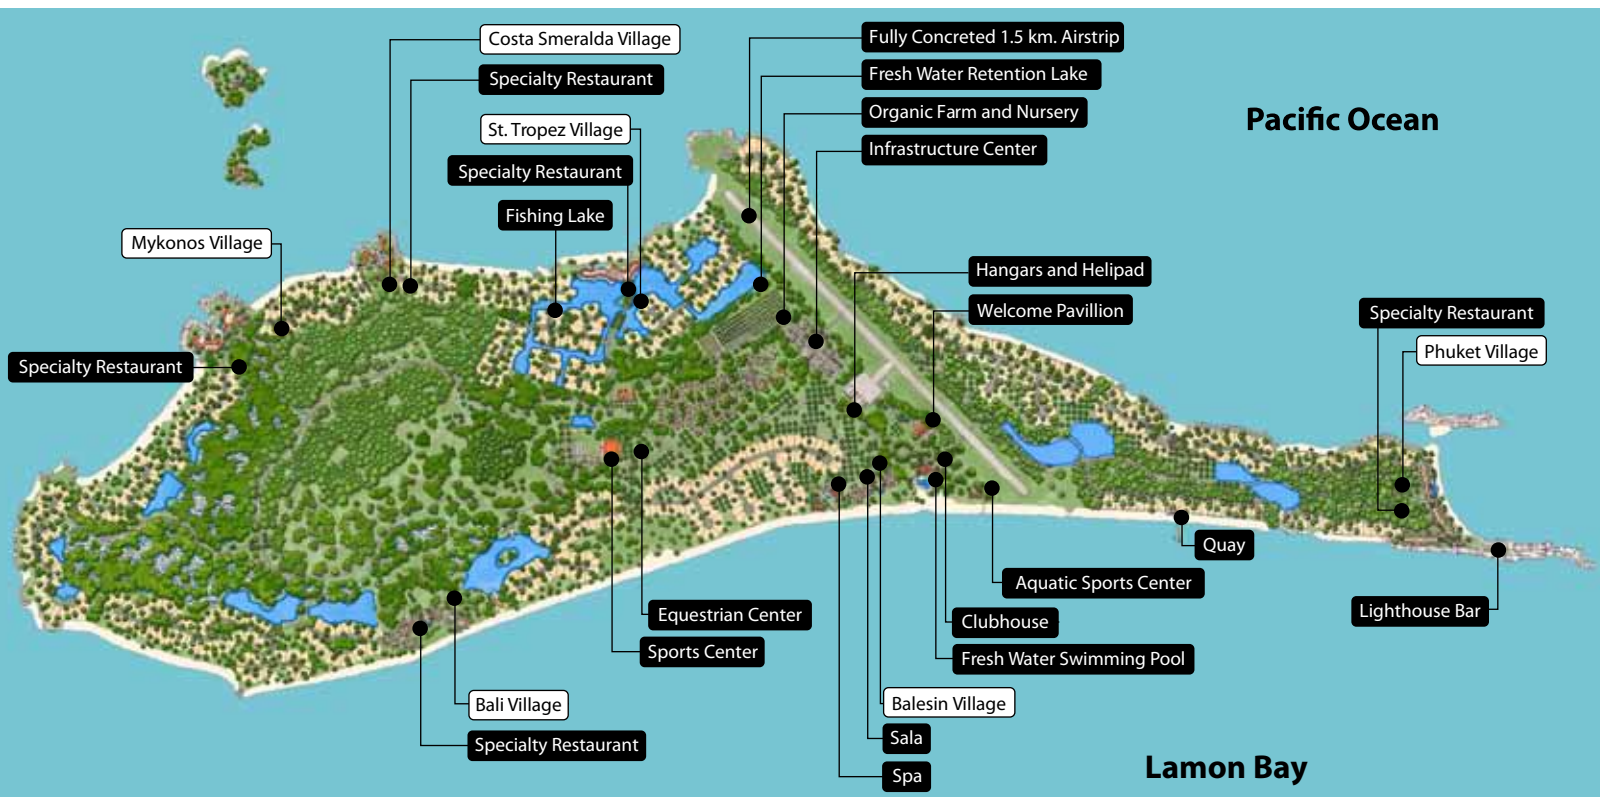 Costa Smeralda Village
Specialty Restaurant
St. Tropez Village
Specialty Restaurant
Fishing Lake
Mykonos Village
Specialty Restaurant
Fully Concreted 1.5 km. Airstrip
Fresh Water Retention Lake
Organic Farm and Nursery
Infrastructure Center
Pacific Ocean
Hangars and Helipad
Welcome Pavillion
Specialty Restaurant
Phuket Village
Quay
Aquatic Sports Center
Lighthouse Bar
Equestrian Center
Clubhouse
Sports Center
Fresh Water Swimming Pool
Bali Village
Balesin Village
Specialty Restaurant
Sala
Spa
Lamon Bay